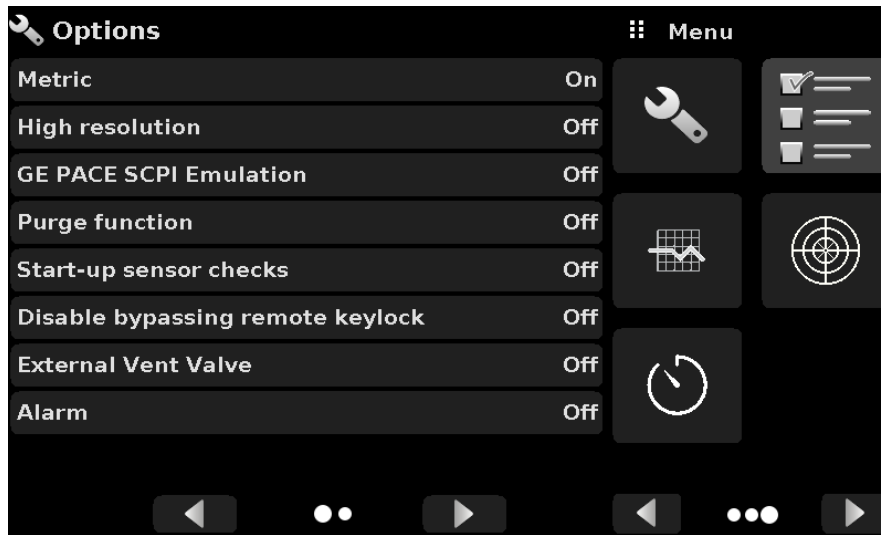 Options
Menu
Metric On
High resolution Off
GE PACE SCPI Emulation Off
Purge function Off
Start-up sensor checks Off
Disable bypassing remote keylock Off
External Vent Valve Off
Alarm Off